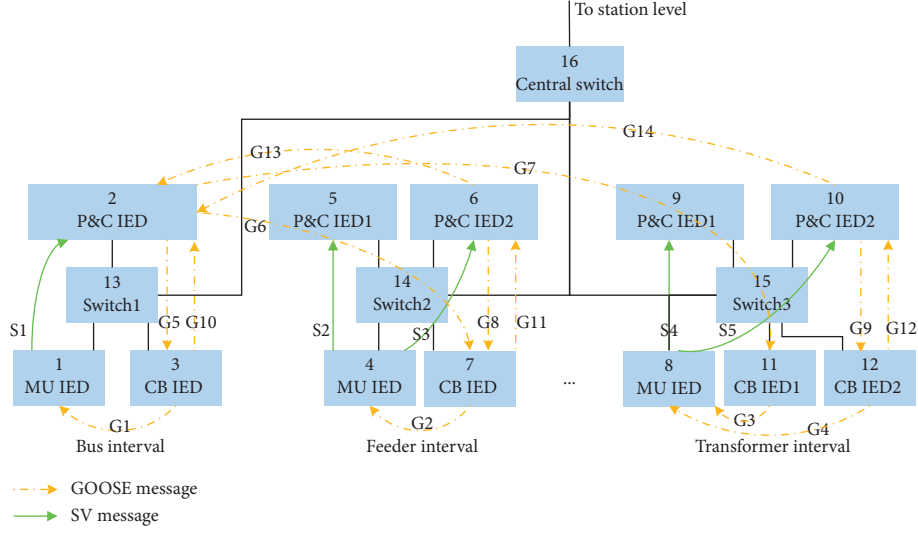 To station level
16
Central switch
G14
G13
G7
2
P&C IED
5
P&C IED1
6
P&C IED2
9
P&C IED1
10
P&C IED2
G6
13
Switch1
14
Switch2
15
Switch3
S1
G5
G10
S2
S3
G8
G11
S4
S5
G9
G12
1
MU IED
3
CB IED
4
MU IED
7
CB IED
...
8
MU IED
11
CB IED1
12
CB IED2
G1
G2
G3
G4
Bus interval
Feeder interval
Transformer interval
GOOSE message
SV message